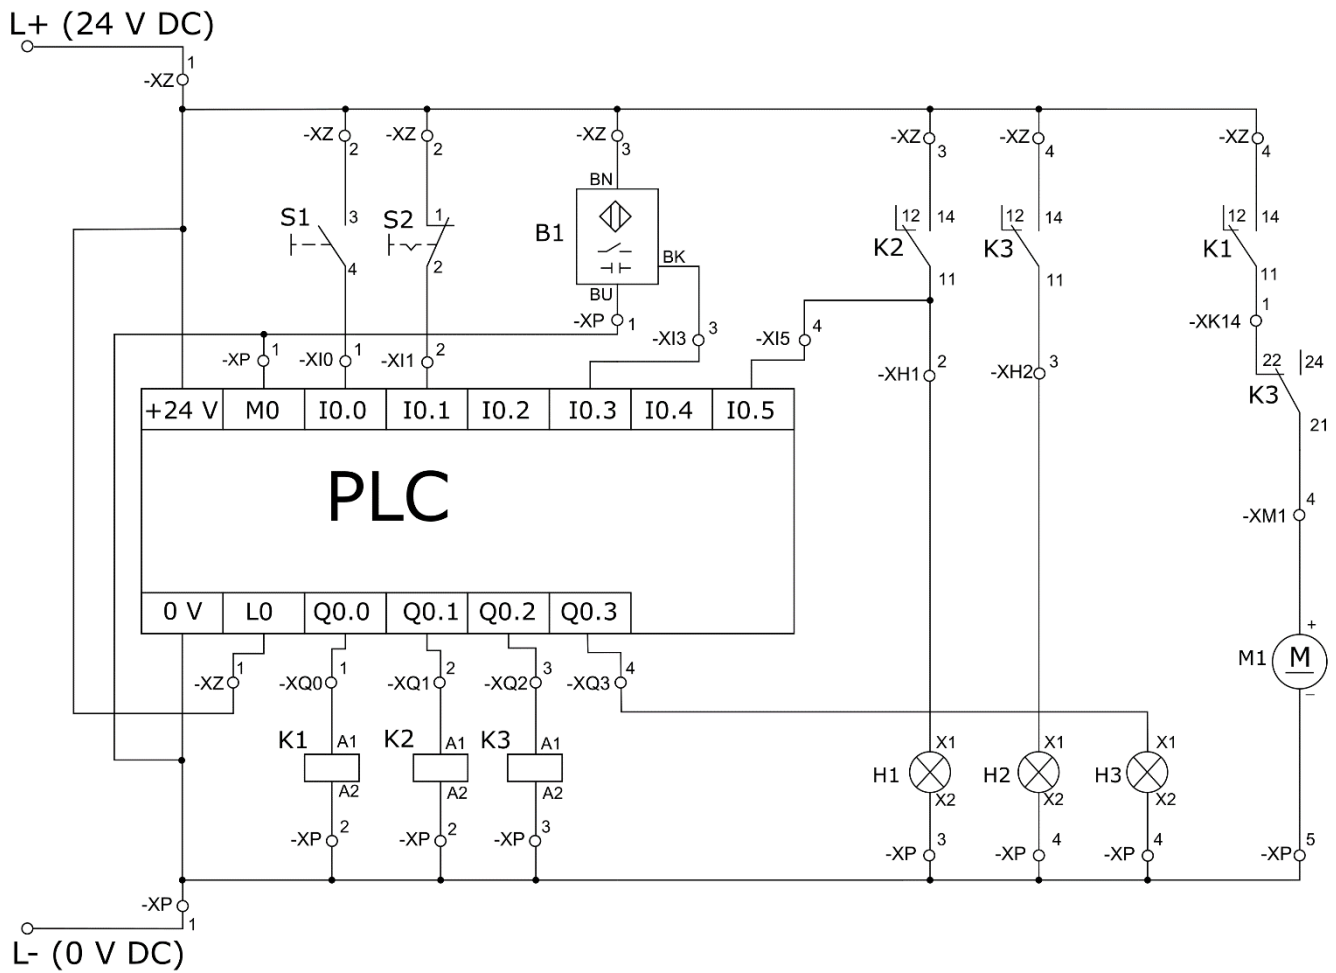 L+ (24 V DC)
1
-XZ
-XZ
2
-XZ
2
-XZ
3
-XZ
3
-XZ
4
-XZ
4
BN
S1
3
4
S2
1
2
B1
BK
BU
12
14
K2
11
12
14
K3
11
12
14
K1
11
-XP
1
-XP
1
-XI0
1
-XI1
2
-XI3
3
-XI5
4
-XH1
2
-XH2
3
-XK14
1
22
24
K3
21
+24 V
M0
I0.0
I0.1
I0.2
I0.3
I0.4
I0.5
PLC
-XM1
4
0 V
L0
Q0.0
Q0.1
Q0.2
Q0.3
-XZ
1
-XQ0
1
-XQ1
2
-XQ2
3
-XQ3
4
+
M1
M
–
K1
A1
A2
K2
A1
A2
K3
A1
A2
H1
X1
X2
H2
X1
X2
H3
X1
X2
-XP
2
-XP
2
-XP
3
-XP
3
-XP
4
-XP
4
-XP
5
-XP
1
L- (0 V DC)